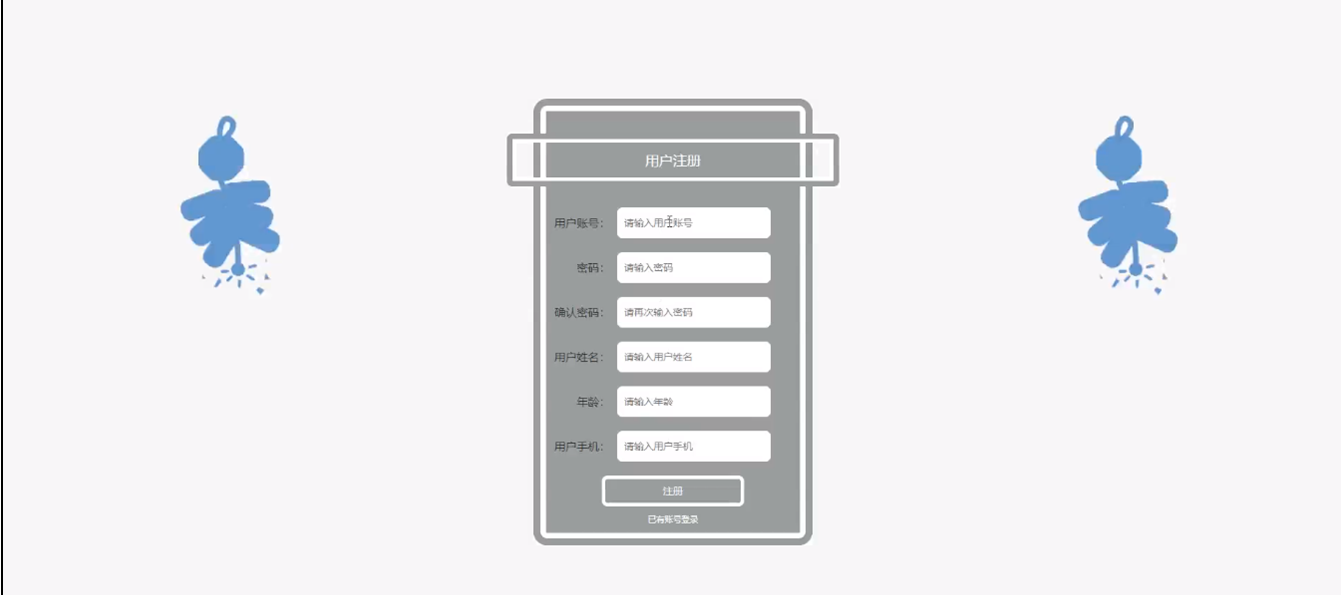 用户注册
用户账号： 请输入用户账号
密码： 请输入密码
确认密码： 请再次输入密码
用户姓名： 请输入用户姓名
年龄： 请输入年龄
用户手机： 请输入用户手机
注册
已有账号登录